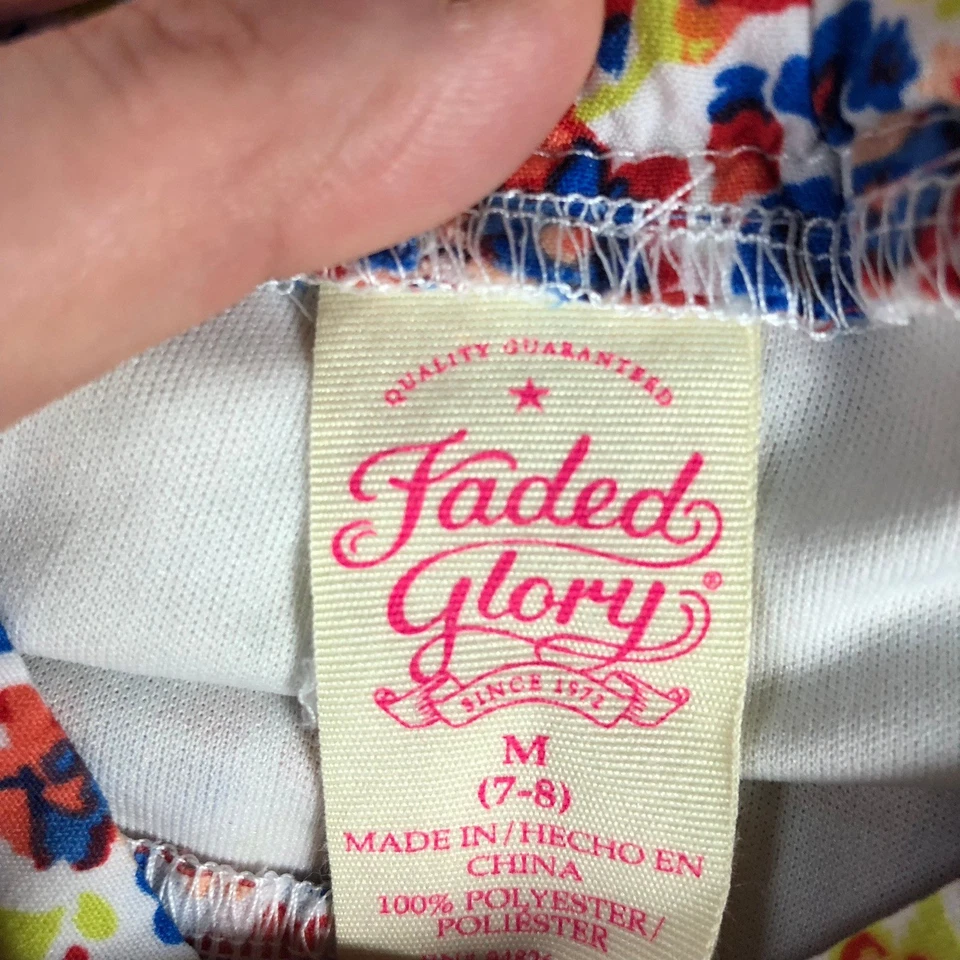 QUALITY GUARANTEED
Faded
Glory®
SINCE 1972
M
(7-8)
MADE IN/HECHO EN
CHINA
100% POLYESTER/
POLIÉSTER